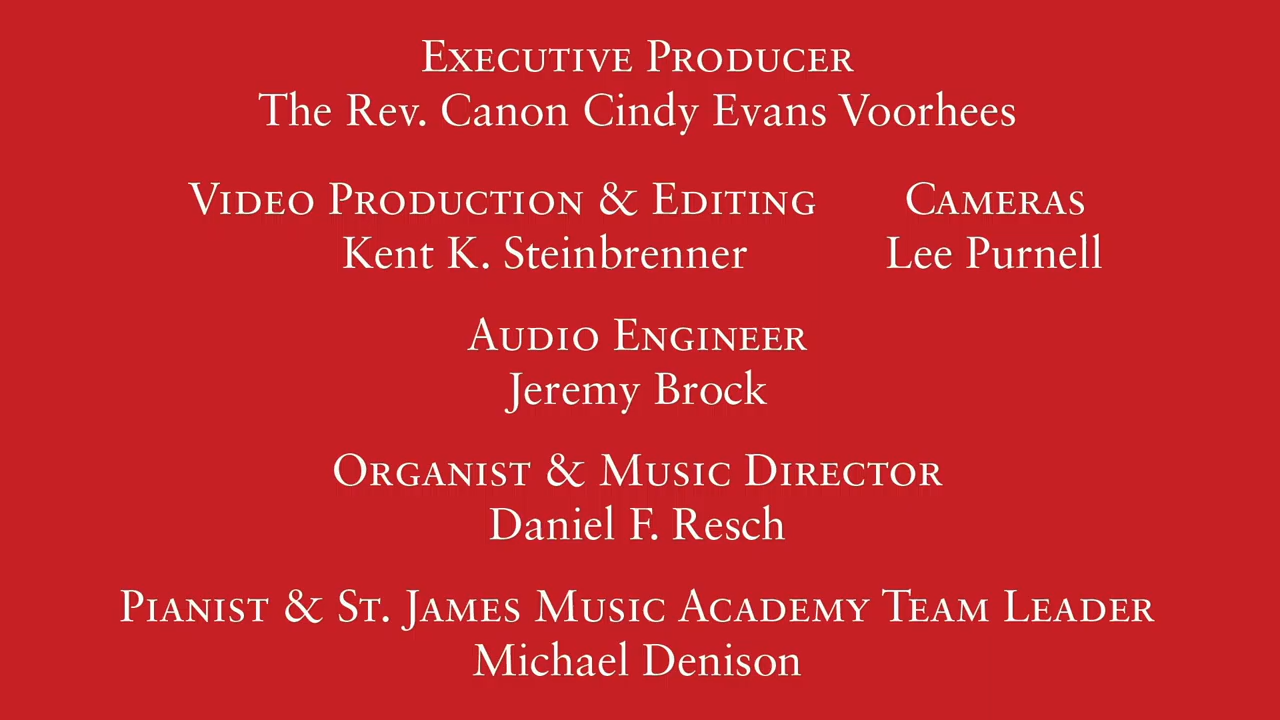 Executive Producer
The Rev. Canon Cindy Evans Voorhees
Video Production & Editing
Kent K. Steinbrenner
Cameras
Lee Purnell
Audio Engineer
Jeremy Brock
Organist & Music Director
Daniel F. Resch
Pianist & St. James Music Academy Team Leader
Michael Denison